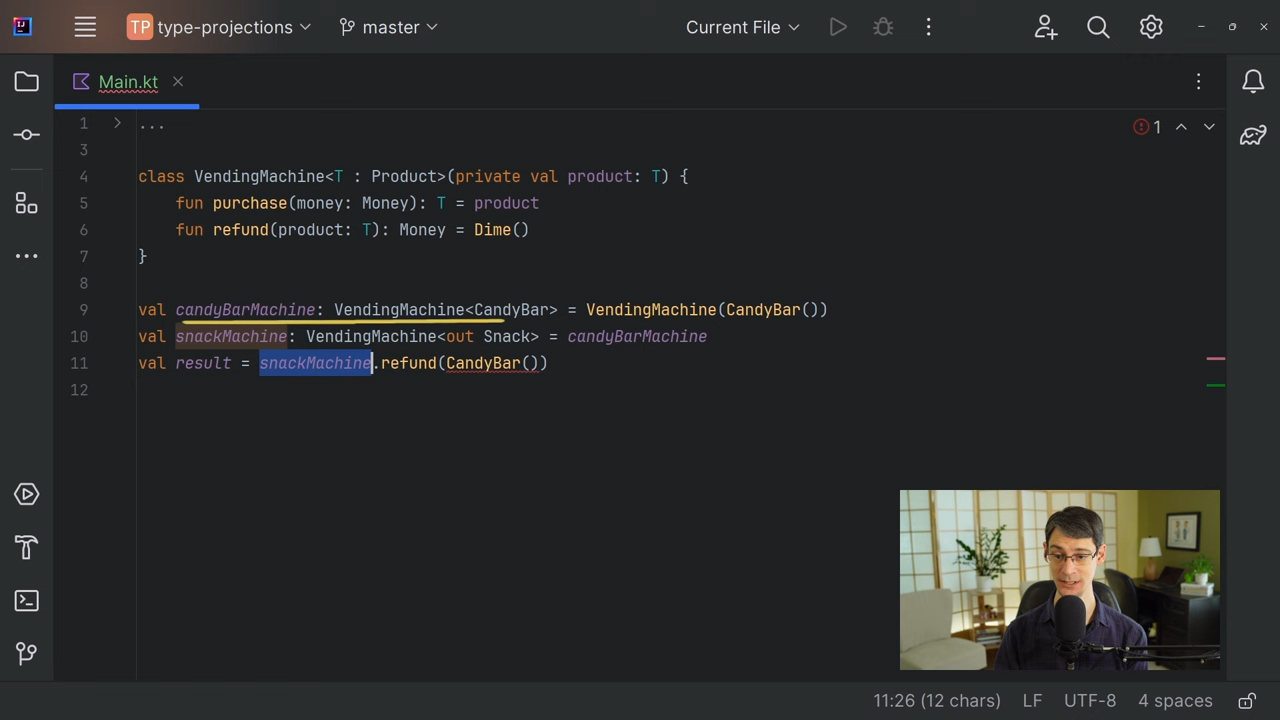 IJ
TP type-projections master Current File
Main.kt
1 ...
3
4 class VendingMachine<T : Product>(private val product: T) {
5 fun purchase(money: Money): T = product
6 fun refund(product: T): Money = Dime()
7 }
8
9 val candyBarMachine: VendingMachine<CandyBar> = VendingMachine(CandyBar())
10 val snackMachine: VendingMachine<out Snack> = candyBarMachine
11 val result = snackMachine.refund(CandyBar())
12
1
11:26 (12 chars) LF UTF-8 4 spaces